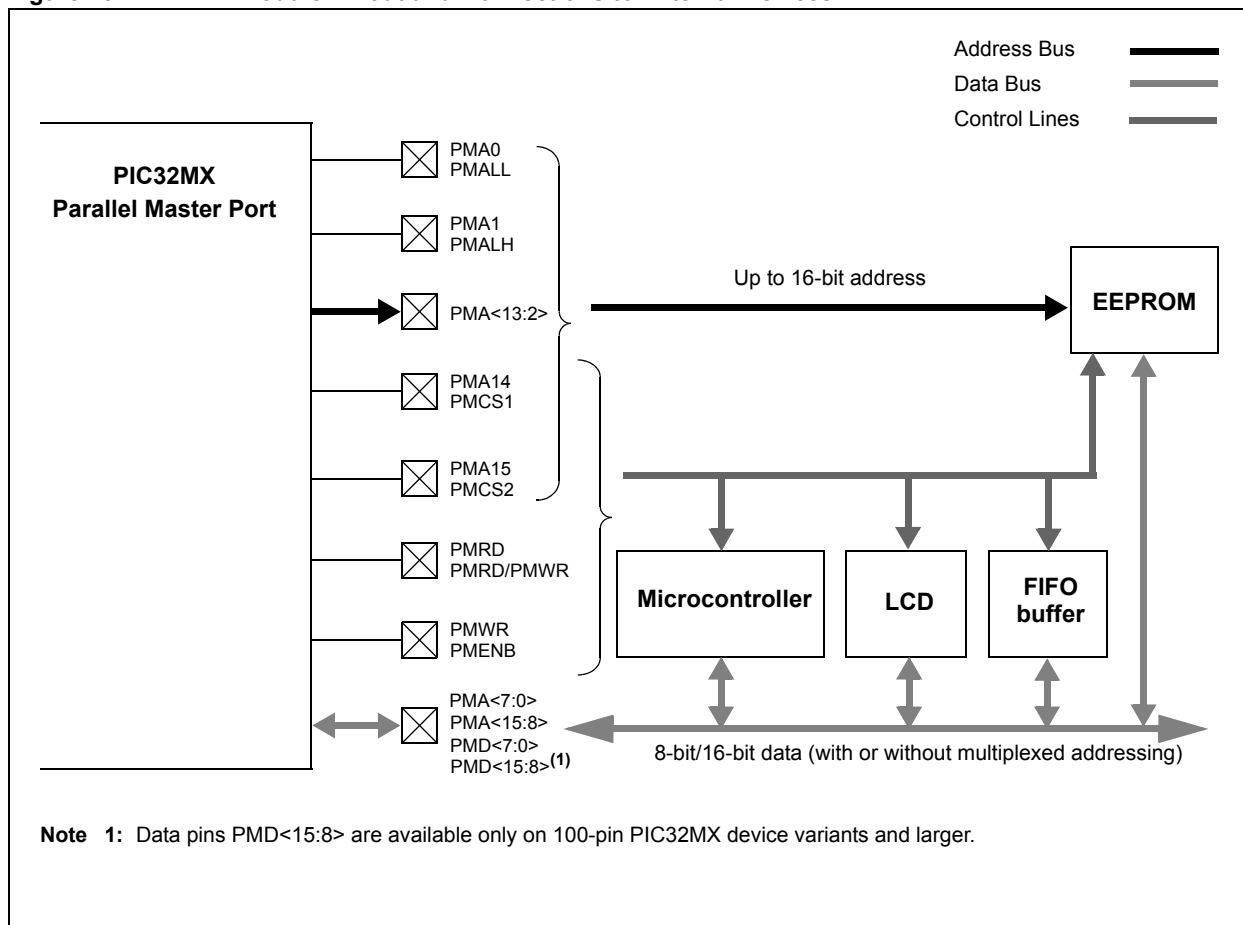 Address Bus
Data Bus
Control Lines
PIC32MX
Parallel Master Port
PMA0
PMALL
PMA1
PMALH
PMA<13:2>
PMA14
PMCS1
PMA15
PMCS2
PMRD
PMRD/PMWR
PMWR
PMENB
PMA<7:0>
PMA<15:8>
PMD<7:0>
PMD<15:8>(1)
Up to 16-bit address
EEPROM
Microcontroller
LCD
FIFO
buffer
8-bit/16-bit data (with or without multiplexed addressing)
Note 1: Data pins PMD<15:8> are available only on 100-pin PIC32MX device variants and larger.